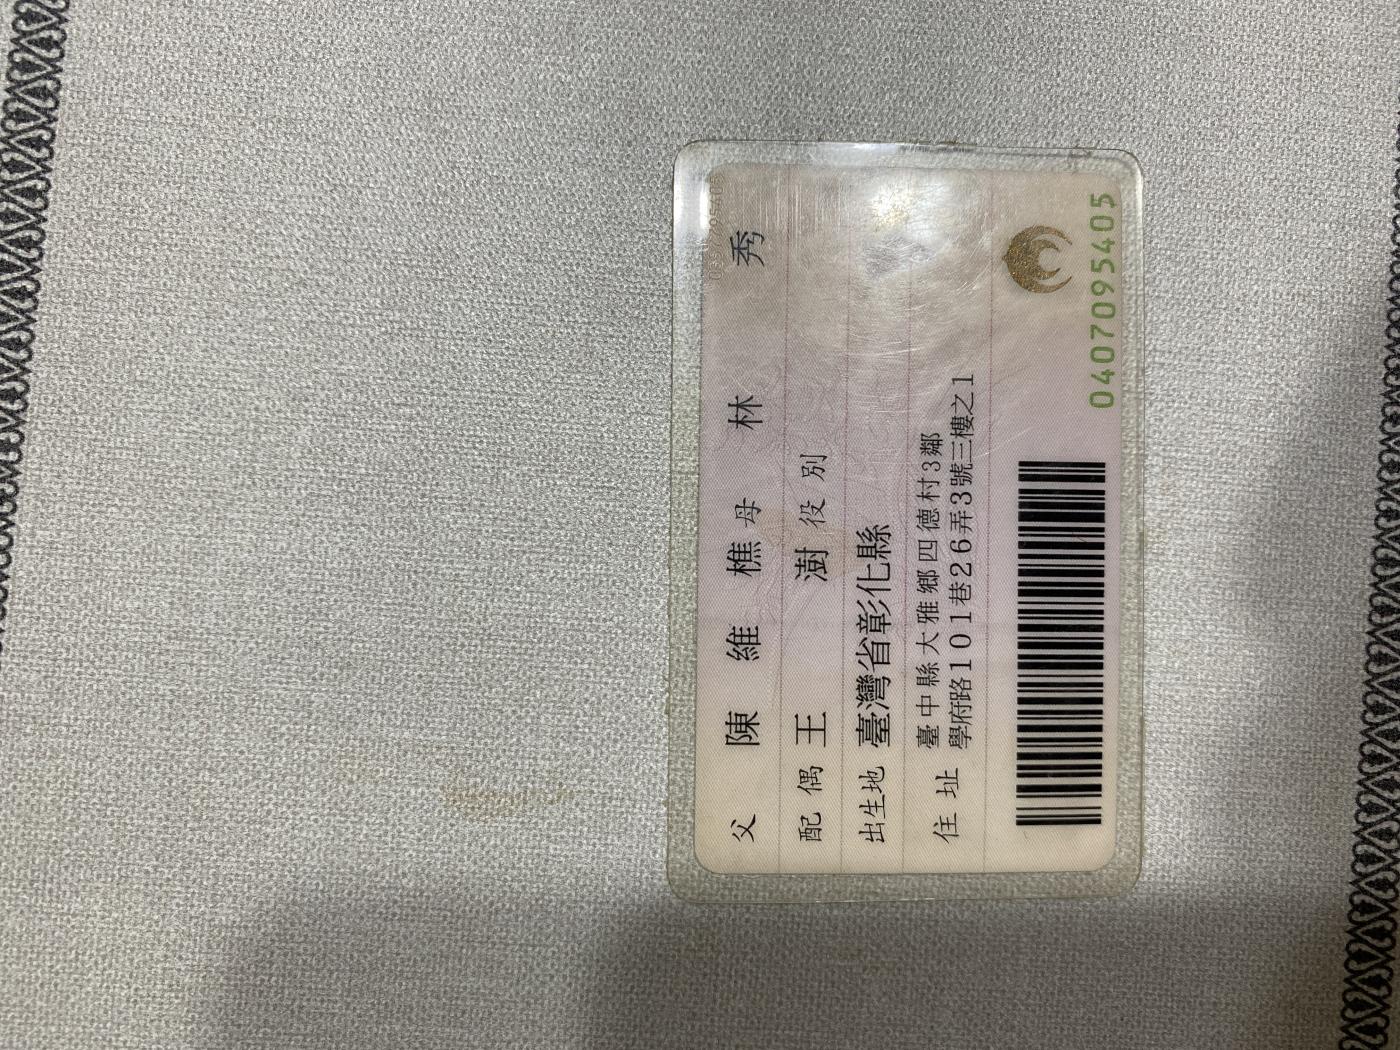 父 陳維樵 母 林秀
配偶 王澍 役別
出生地 臺灣省彰化縣
住址 臺中縣大雅鄉四德村3鄰
學府路101巷26弄3號三樓之1
0407095405